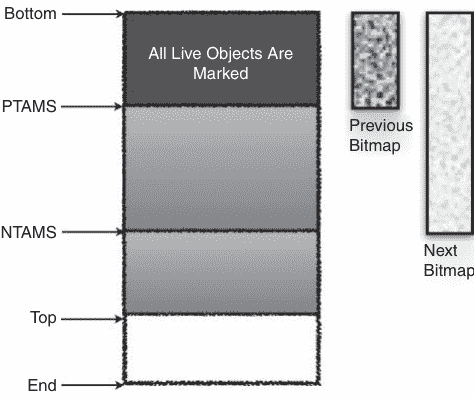 Bottom
All Live Objects Are
Marked
PTAMS
Previous
Bitmap
NTAMS
Next
Bitmap
Top
End